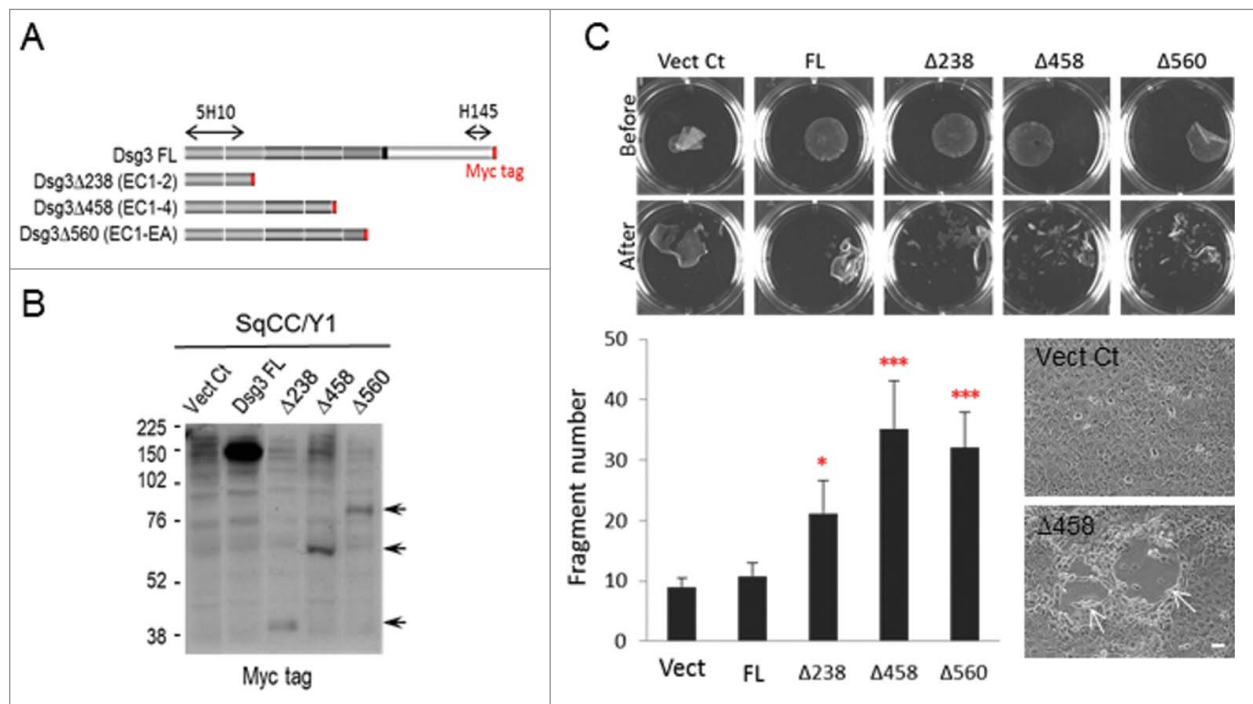 A
5H10
H145
Dsg3 FL
Myc tag
Dsg3Δ238 (EC1-2)
Dsg3Δ458 (EC1-4)
Dsg3Δ560 (EC1-EA)
B
SqCC/Y1
Vect Ct
Dsg3 FL
Δ238
Δ458
Δ560
225 -
150 -
102 -
76 -
52 -
38 -
Myc tag
C
Vect Ct FL Δ238 Δ458 Δ560
Before
After
Fragment number
50
40
30
20
10
0
*
***
***
Vect FL Δ238 Δ458 Δ560
Vect Ct
Δ458